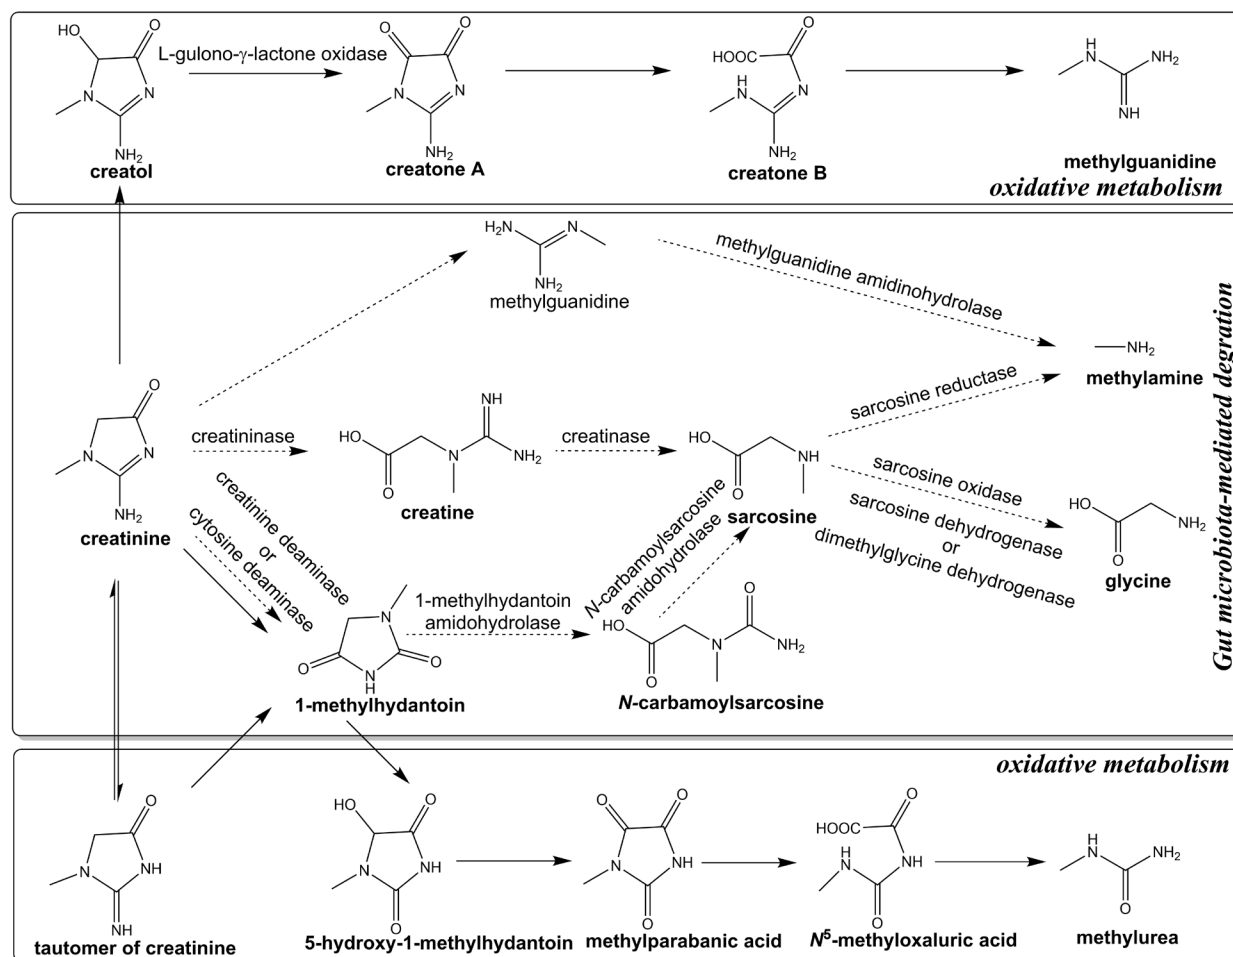 HO
O
L-gulono-γ-lactone oxidase
N
N
NH₂
creatol
O
O
N
N
NH₂
creatone A
O
HOOC
H
N
N
NH₂
creatone B
H
N
NH₂
NH
methylguanidine
oxidative metabolism
H₂N
N
NH₂
methylguanidine
methylguanidine amidinohydrolase
NH₂
methylamine
O
N
N
NH₂
creatinine
creatininase
NH
HO
O
N
NH₂
creatine
creatinase
HO
O
NH
sarcosine
sarcosine reductase
sarcosine oxidase
sarcosine dehydrogenase
or
dimethylglycine dehydrogenase
HO
O
NH₂
glycine
creatinine deaminase
or
cytosine deaminase
N
O
O
N
H
1-methylhydantoin
1-methylhydantoin
amidohydrolase
N-carbamoylsarcosine
amidohydrolase
HO
O
O
N
NH₂
N-carbamoylsarcosine
Gut microbiota-mediated degration
oxidative metabolism
O
N
NH
NH
tautomer of creatinine
HO
O
N
NH
O
5-hydroxy-1-methylhydantoin
O
O
N
NH
O
methylparabanic acid
O
HOOC
H
N
NH
O
N⁵-methyloxaluric acid
H
N
NH₂
O
methylurea